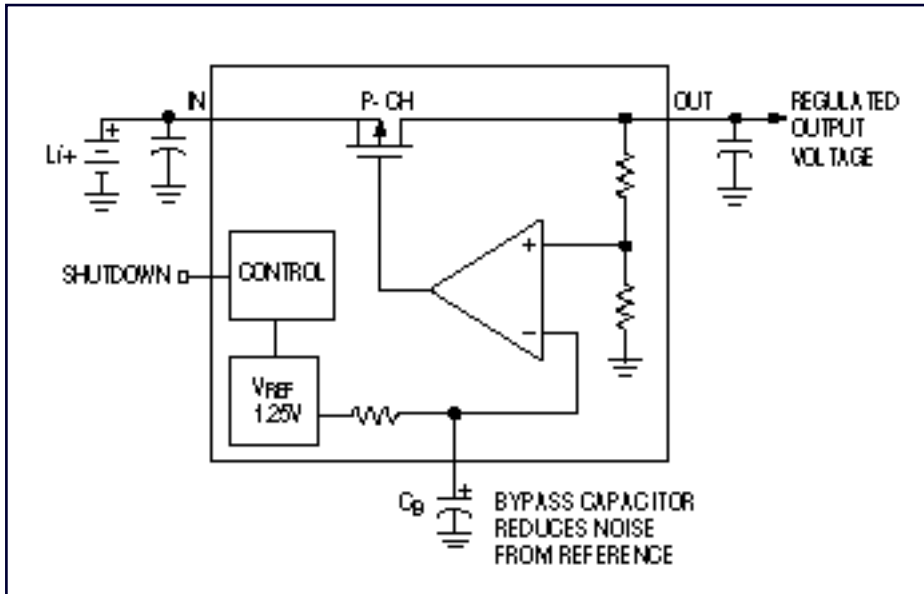 IN
P- CH
OUT
REGULATED
OUTPUT
VOLTAGE
+
Li+
SHUTDOWN
CONTROL
+
−
VREF
1.25V
+
CB
BYPASS CAPACITOR
REDUCES NOISE
FROM REFERENCE